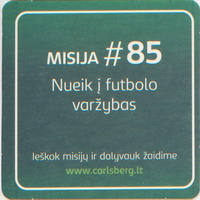 MISIJA #85
Nueik į futbolo
varžybas
Ieškok misijų ir dalyvauk žaidime
www.carlsberg.lt